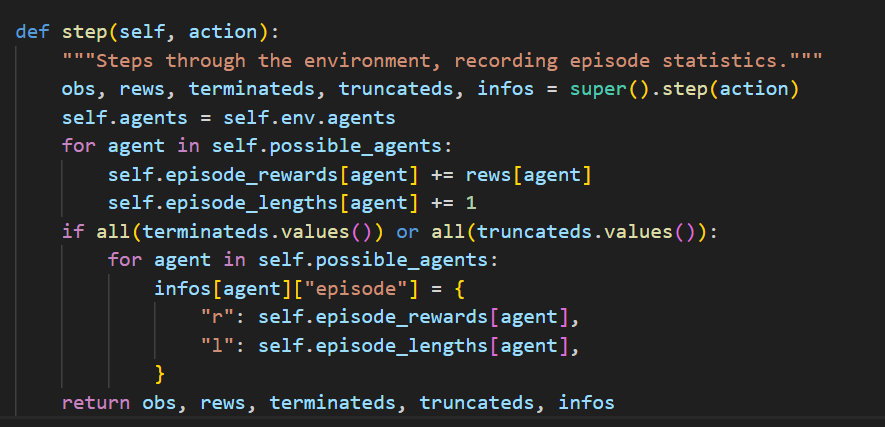 def step(self, action):
    """Steps through the environment, recording episode statistics."""
    obs, rews, terminateds, truncateds, infos = super().step(action)
    self.agents = self.env.agents
    for agent in self.possible_agents:
        self.episode_rewards[agent] += rews[agent]
        self.episode_lengths[agent] += 1
    if all(terminateds.values()) or all(truncateds.values()):
        for agent in self.possible_agents:
            infos[agent]["episode"] = {
                "r": self.episode_rewards[agent],
                "l": self.episode_lengths[agent],
            }
    return obs, rews, terminateds, truncateds, infos